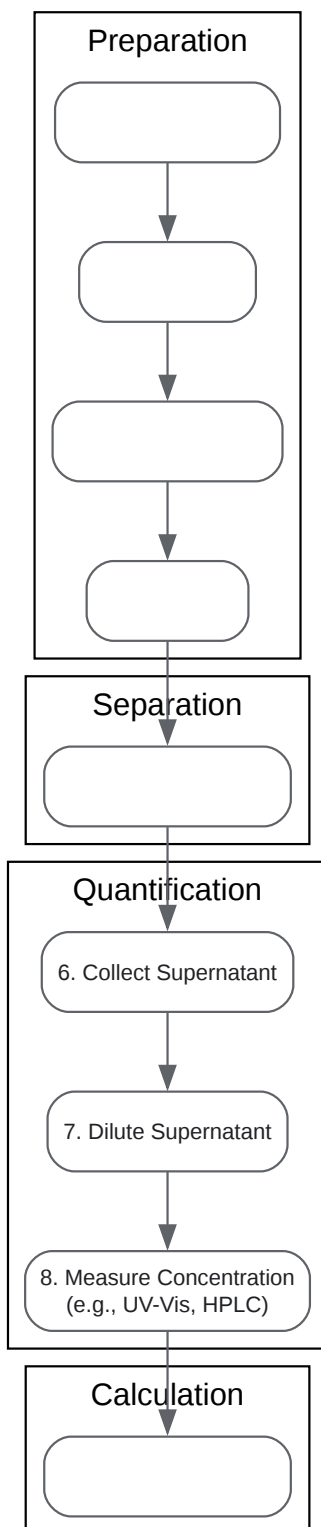 Preparation
Separation
Quantification
6. Collect Supernatant
7. Dilute Supernatant
8. Measure Concentration
(e.g., UV-Vis, HPLC)
Calculation